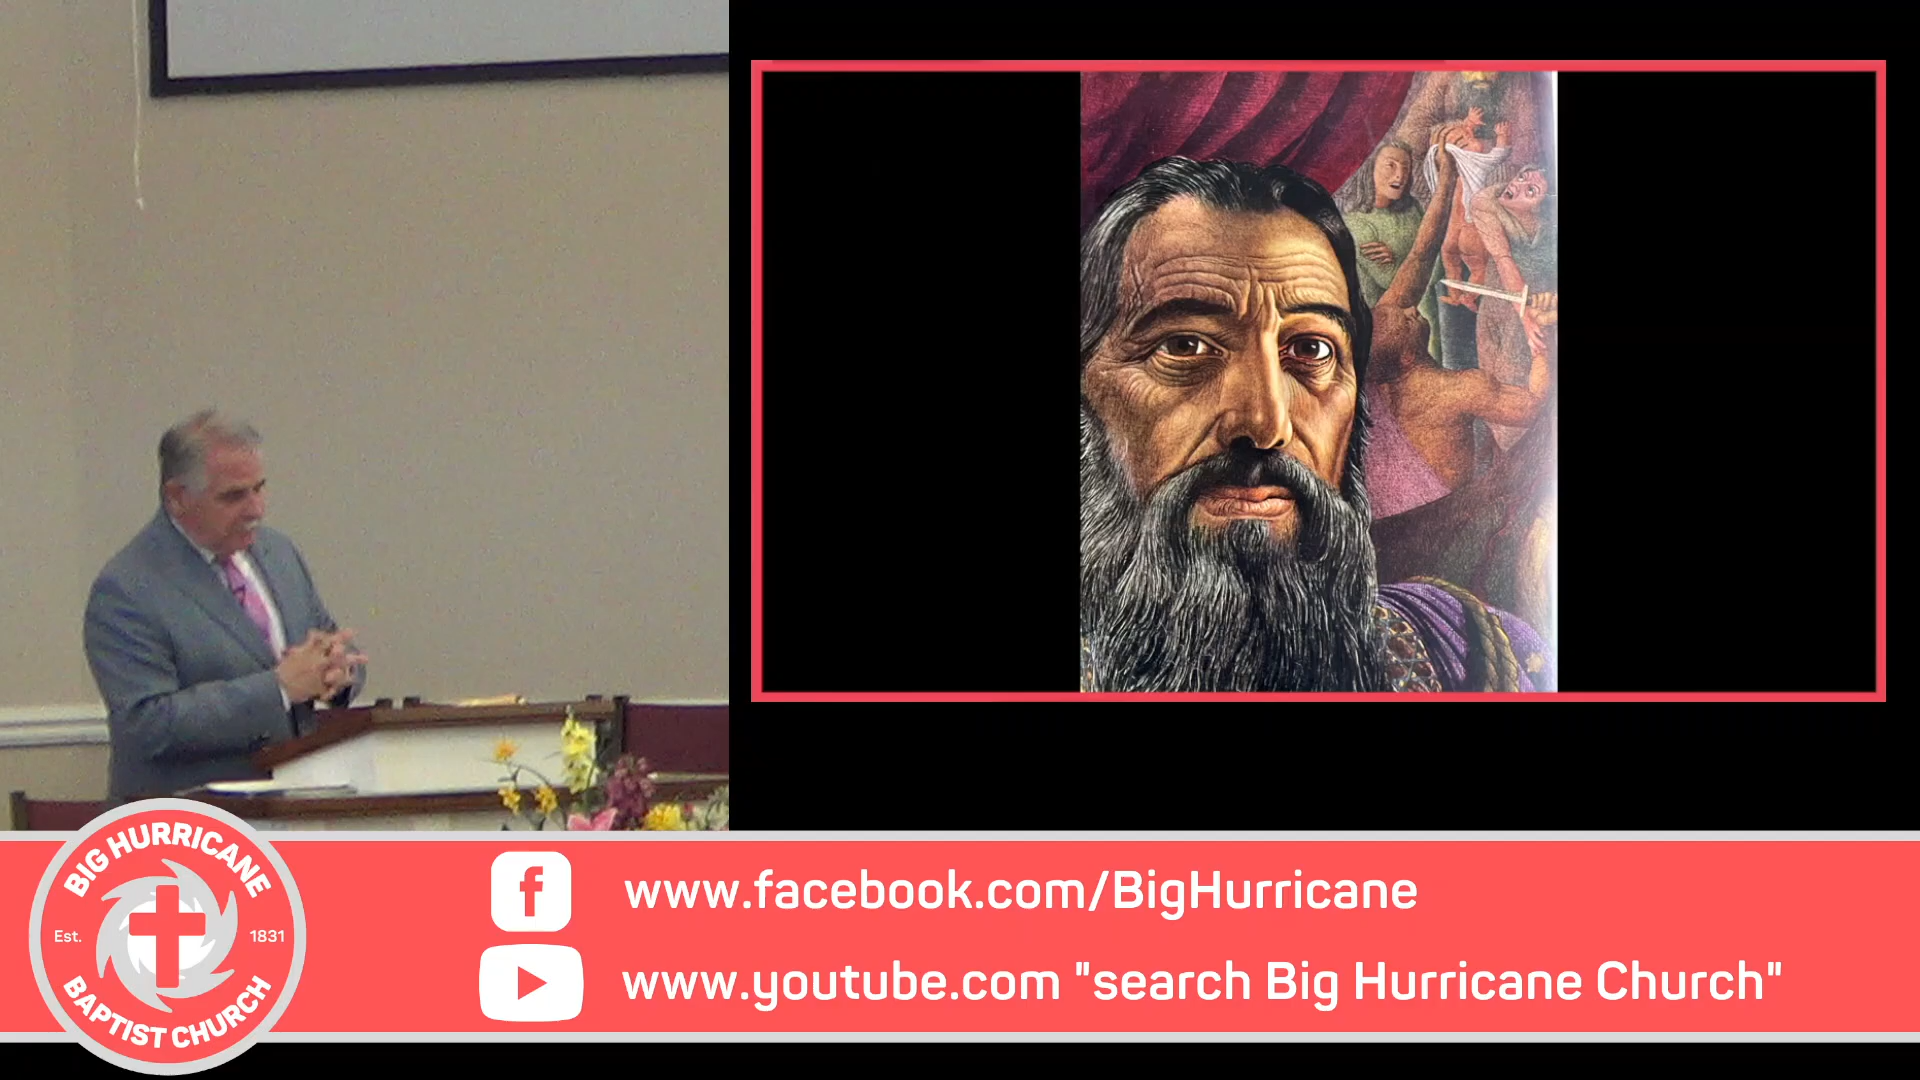 BIG HURRICANE
Est. 1831
BAPTIST CHURCH
www.facebook.com/BigHurricane
www.youtube.com "search Big Hurricane Church"